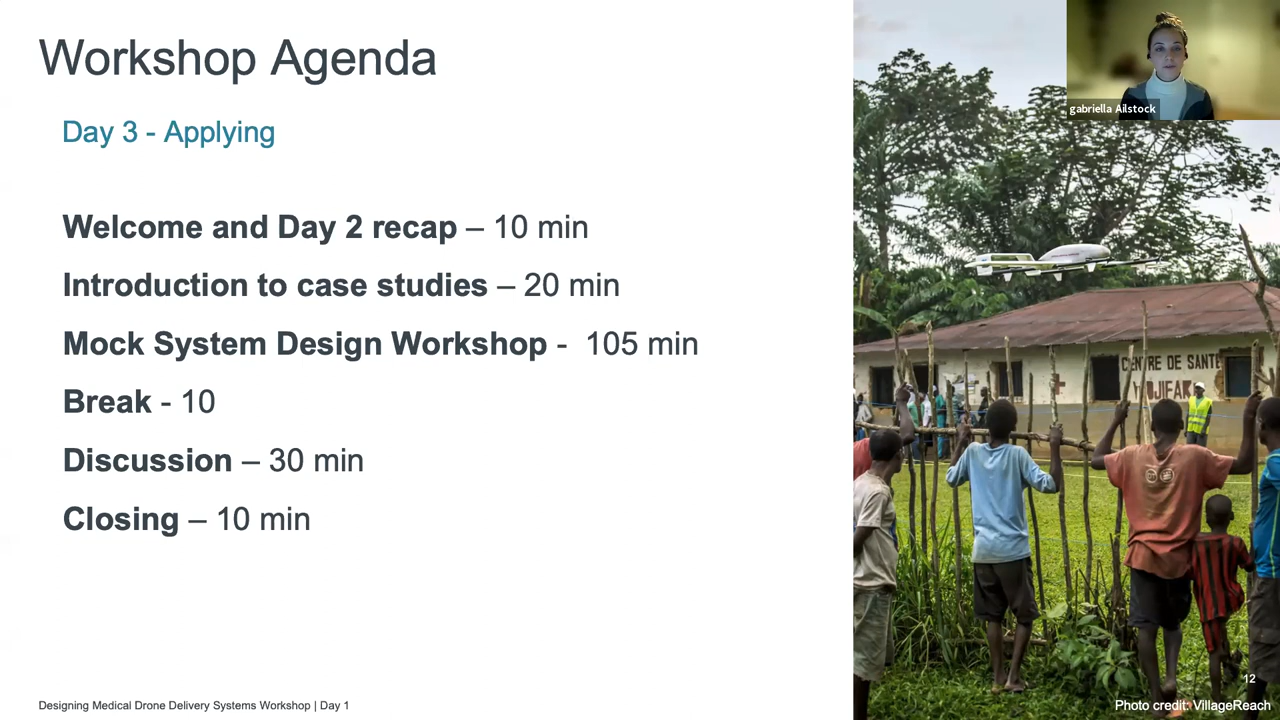 Workshop Agenda
gabriella Ailstock
Day 3 - Applying
Welcome and Day 2 recap – 10 min
Introduction to case studies – 20 min
Mock System Design Workshop -  105 min
Break - 10
Discussion – 30 min
Closing – 10 min
CENTRE DE SANTE
12
Designing Medical Drone Delivery Systems Workshop | Day 1
Photo credit: VillageReach